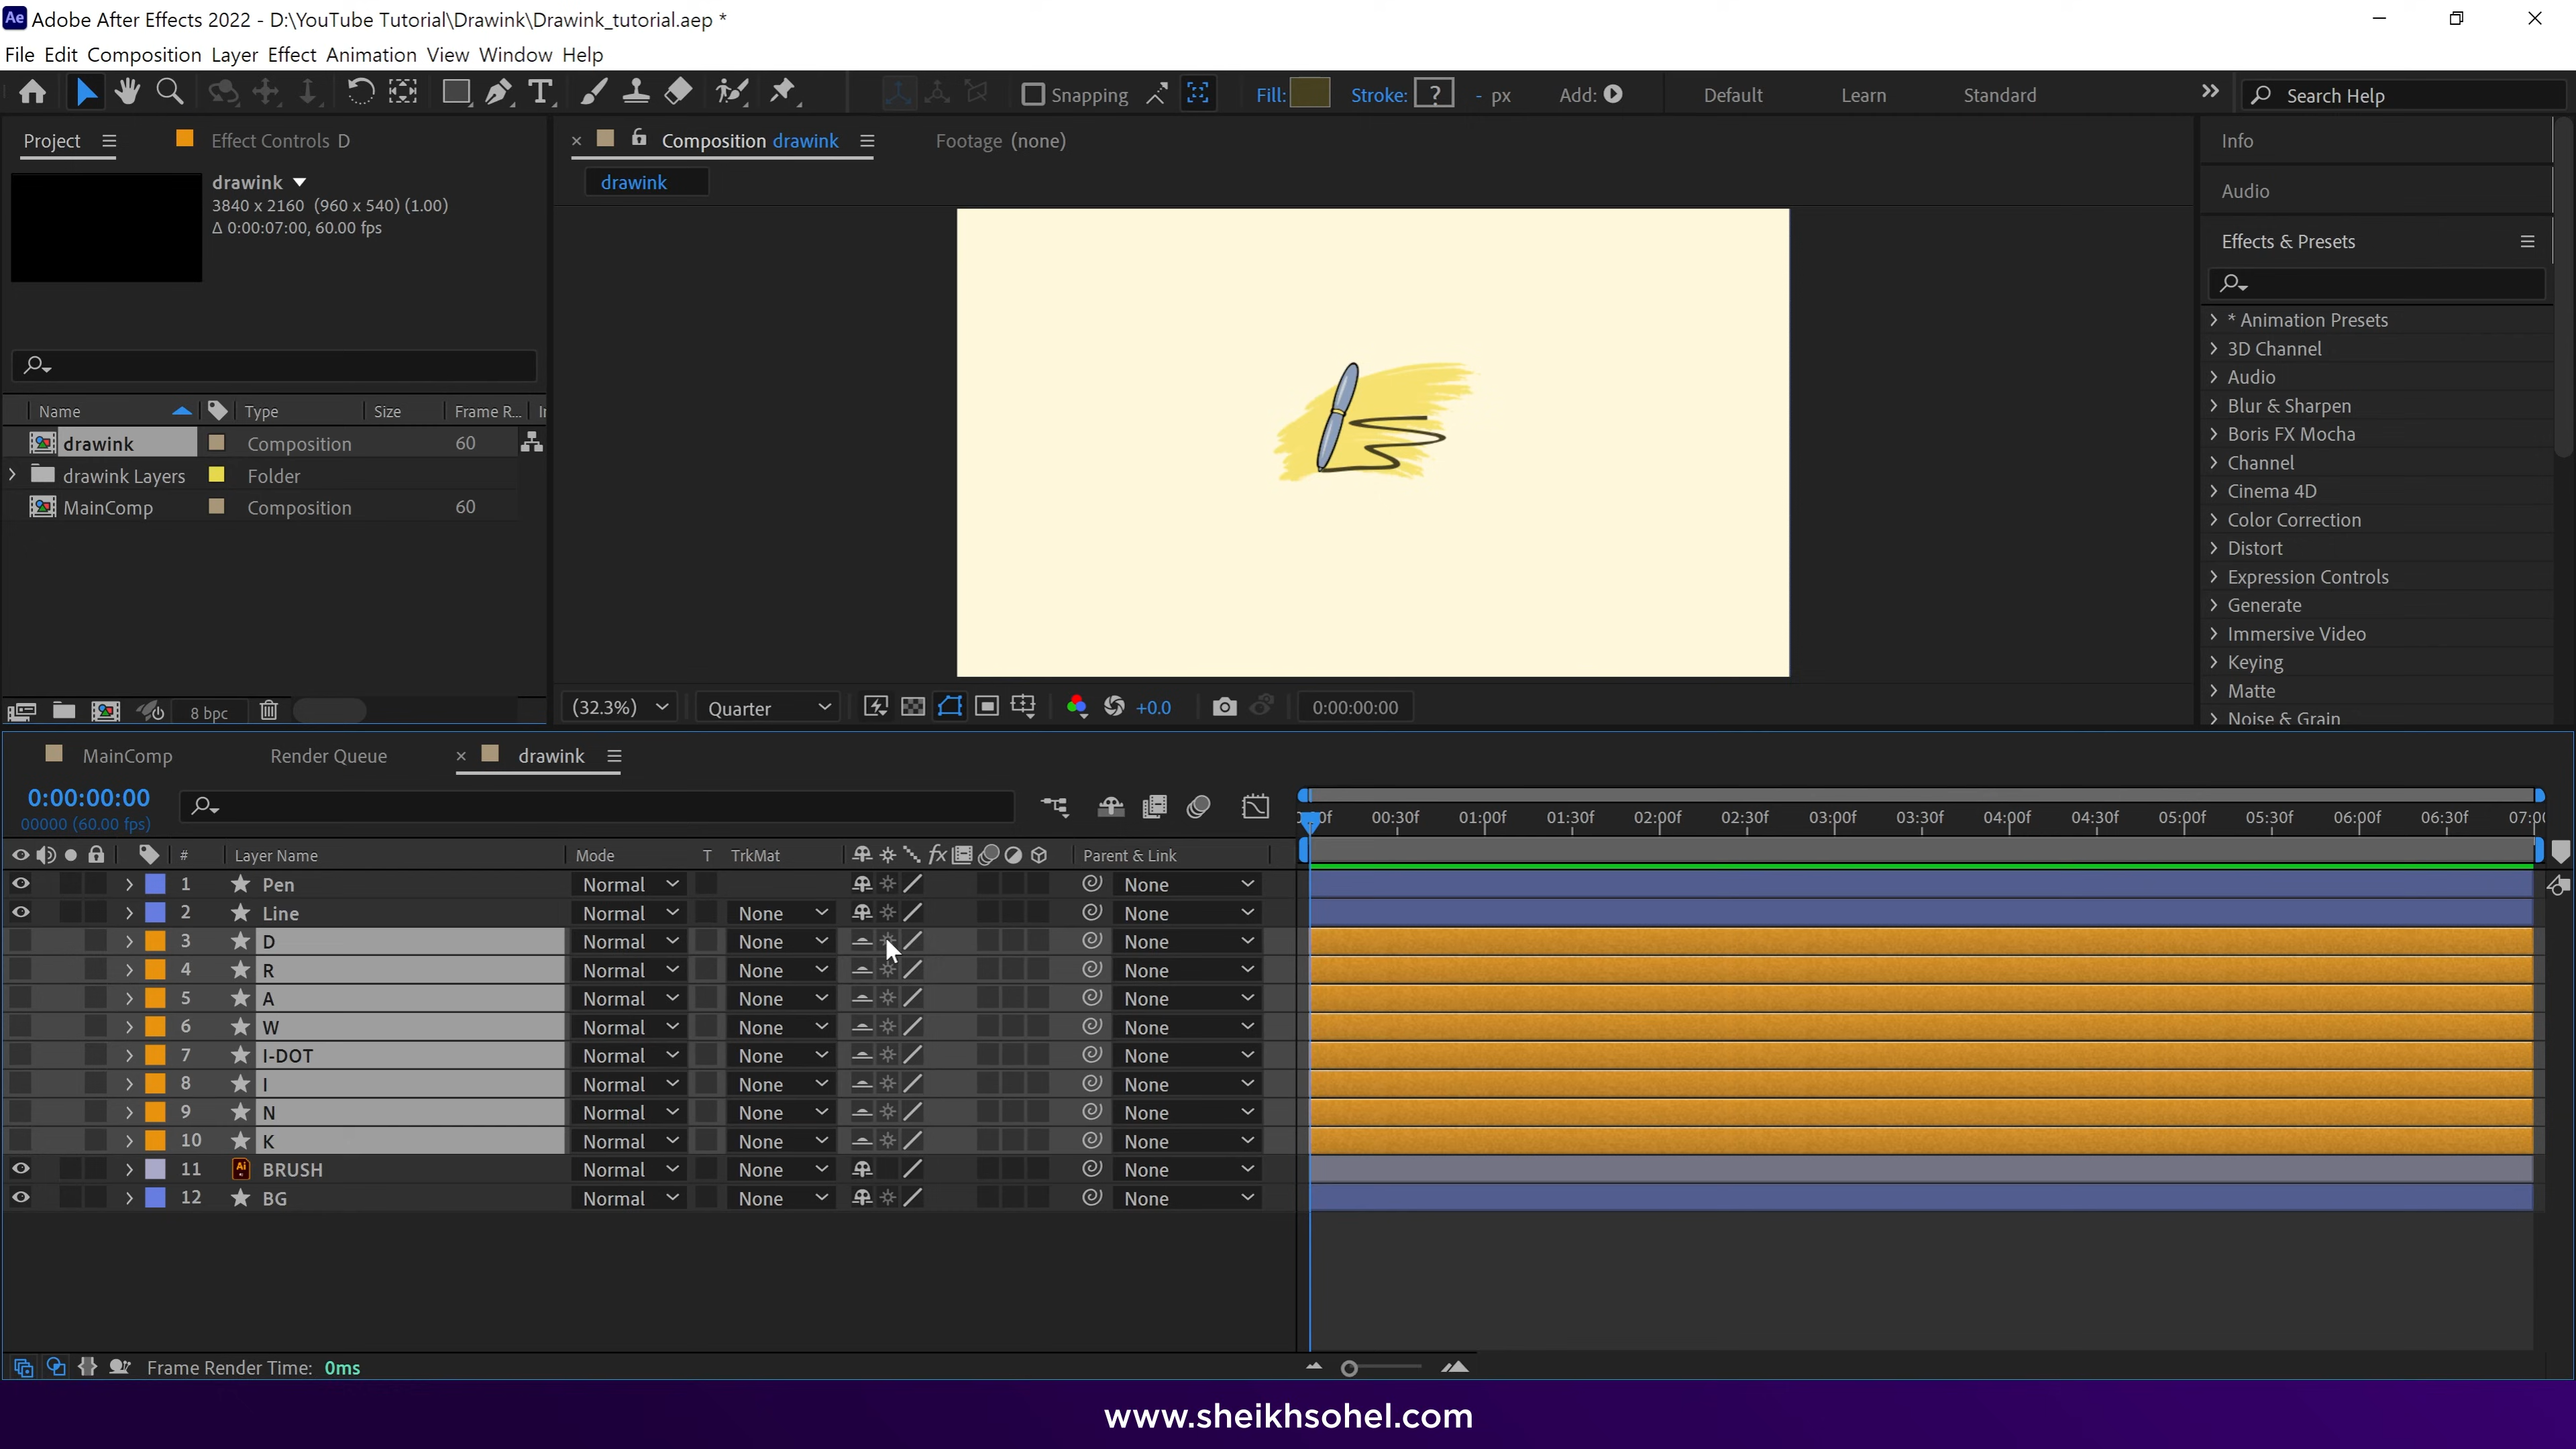 Ae Adobe After Effects 2022 - D:\YouTube Tutorial\Drawink\Drawink_tutorial.aep *
File Edit Composition Layer Effect Animation View Window Help
Snapping Fill: Stroke: ? - px Add: Default Learn Standard Search Help
Project Effect Controls D Composition drawink Footage (none) Info
drawink
3840 x 2160 (960 x 540) (1.00)
Δ 0:00:07:00, 60.00 fps
drawink
Audio
Effects & Presets
* Animation Presets
3D Channel
Audio
Blur & Sharpen
Boris FX Mocha
Channel
Cinema 4D
Color Correction
Distort
Expression Controls
Generate
Immersive Video
Keying
Matte
Noise & Grain
Name Type Size Frame R...
drawink Composition 60
drawink Layers Folder
MainComp Composition 60
8 bpc (32.3%) Quarter +0.0 0:00:00:00
MainComp Render Queue drawink
0:00:00:00
00000 (60.00 fps)
00:30f 01:00f 01:30f 02:00f 02:30f 03:00f 03:30f 04:00f 04:30f 05:00f 05:30f 06:00f 06:30f
# Layer Name Mode T TrkMat fx Parent & Link
1 Pen Normal None
2 Line Normal None None
3 D Normal None None
4 R Normal None None
5 A Normal None None
6 W Normal None None
7 I-DOT Normal None None
8 I Normal None None
9 N Normal None None
10 K Normal None None
11 Ai BRUSH Normal None None
12 BG Normal None None
Frame Render Time: 0ms
www.sheikhsohel.com